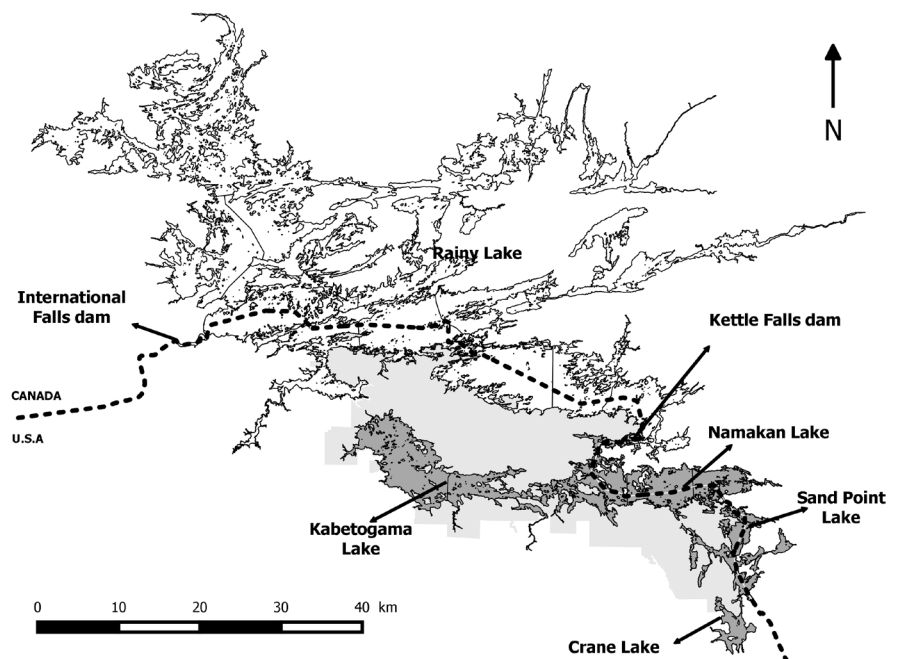 N
Rainy Lake
International
Falls dam
Kettle Falls dam
CANADA
U.S.A
Namakan Lake
Sand Point
Lake
Kabetogama
Lake
0 10 20 30 40 km
Crane Lake